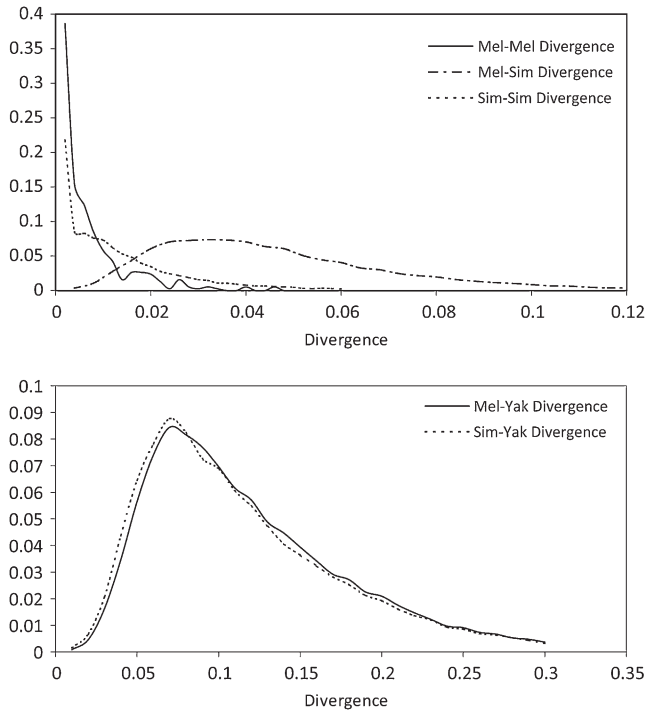 0.4
0.35
0.3
0.25
0.2
0.15
0.1
0.05
0
Mel-Mel Divergence
Mel-Sim Divergence
Sim-Sim Divergence
0 0.02 0.04 0.06 0.08 0.1 0.12
Divergence
0.1
0.09
0.08
0.07
0.06
0.05
0.04
0.03
0.02
0.01
0
Mel-Yak Divergence
Sim-Yak Divergence
0 0.05 0.1 0.15 0.2 0.25 0.3 0.35
Divergence